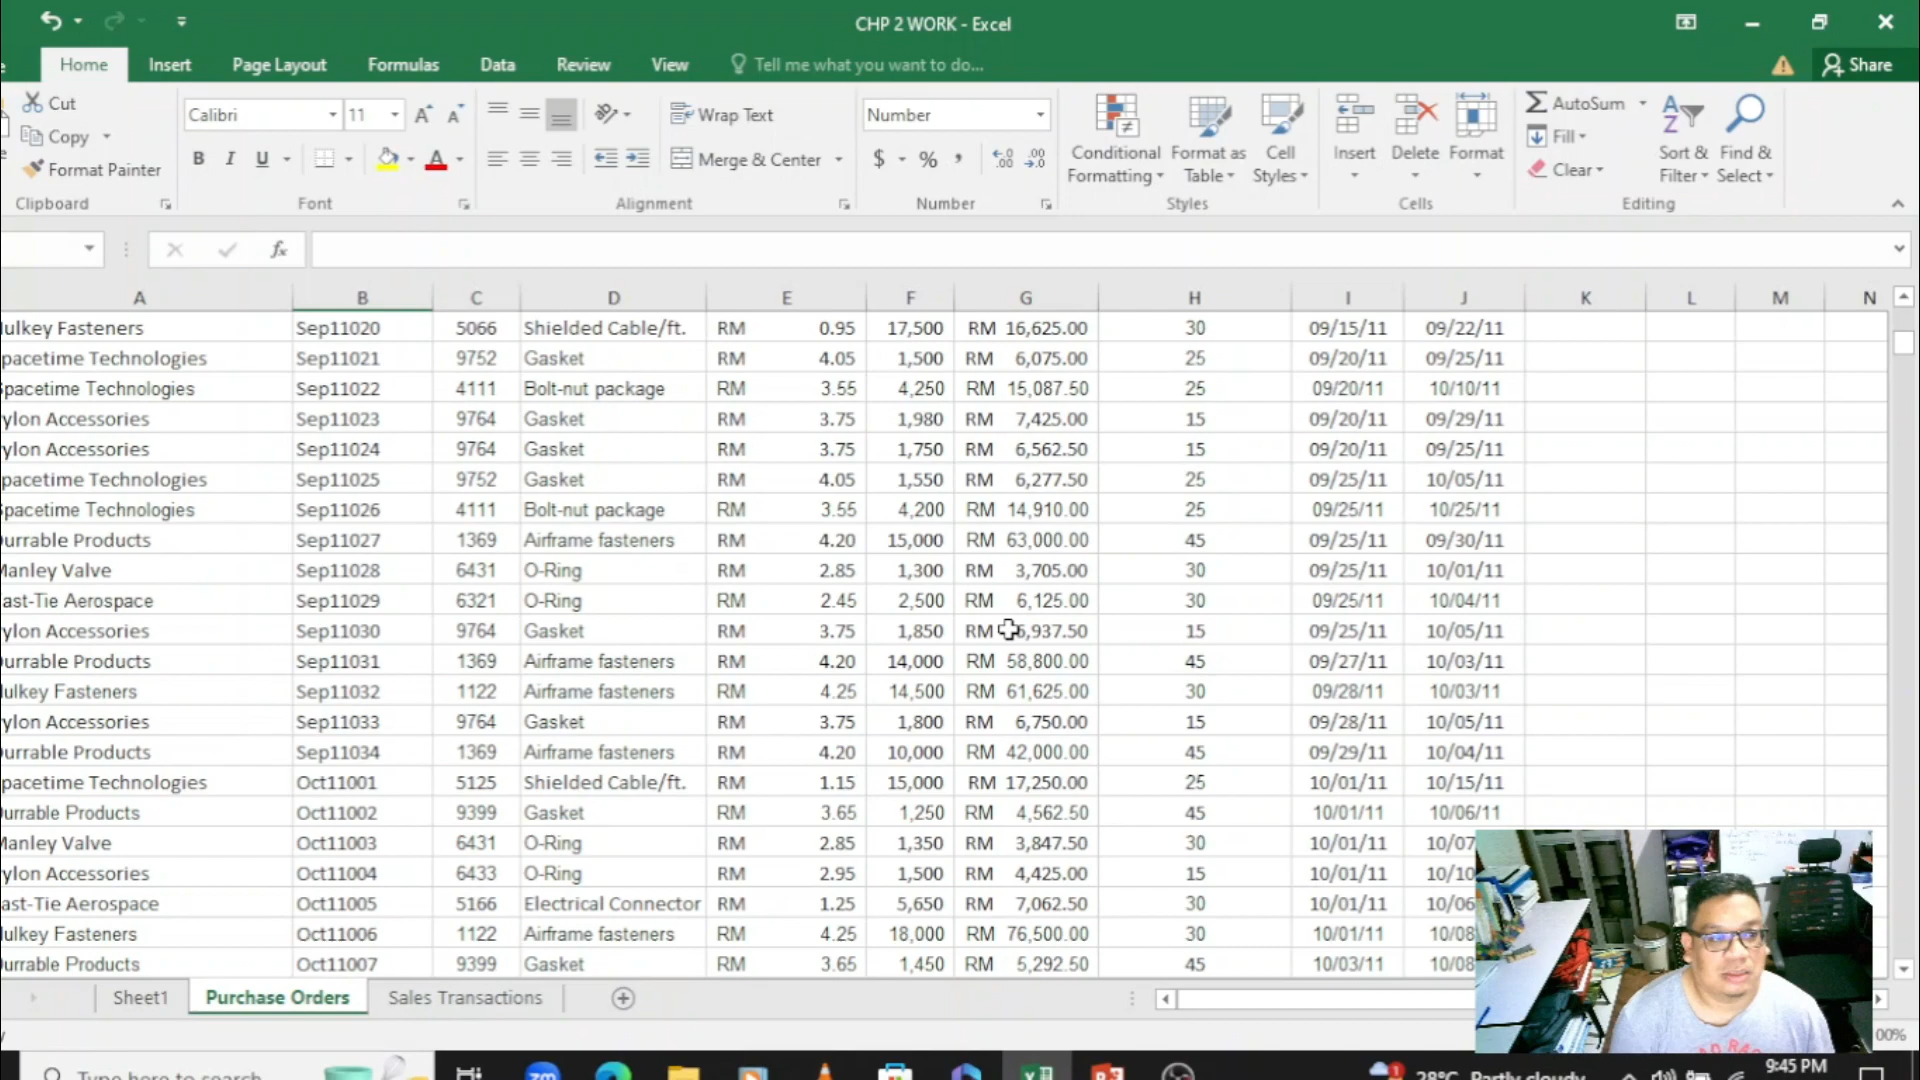 CHP 2 WORK - Excel
Home Insert Page Layout Formulas Data Review View Tell me what you want to do... Share
Cut
Copy
Format Painter
Clipboard
Calibri 11
B I U
Font
Wrap Text
Merge & Center
Alignment
Number
$ % ,
Number
Conditional Formatting
Format as Table
Cell Styles
Styles
Insert Delete Format
Cells
AutoSum
Fill
Clear
Sort & Filter
Find & Select
Editing
fx
A B C D E F G H I J K L M N
ulkey Fasteners Sep11020 5066 Shielded Cable/ft. RM 0.95 17,500 RM 16,625.00 30 09/15/11 09/22/11
pacetime Technologies Sep11021 9752 Gasket RM 4.05 1,500 RM 6,075.00 25 09/20/11 09/25/11
pacetime Technologies Sep11022 4111 Bolt-nut package RM 3.55 4,250 RM 15,087.50 25 09/20/11 10/10/11
ylon Accessories Sep11023 9764 Gasket RM 3.75 1,980 RM 7,425.00 15 09/20/11 09/29/11
ylon Accessories Sep11024 9764 Gasket RM 3.75 1,750 RM 6,562.50 15 09/20/11 09/25/11
pacetime Technologies Sep11025 9752 Gasket RM 4.05 1,550 RM 6,277.50 25 09/25/11 10/05/11
pacetime Technologies Sep11026 4111 Bolt-nut package RM 3.55 4,200 RM 14,910.00 25 09/25/11 10/25/11
urrable Products Sep11027 1369 Airframe fasteners RM 4.20 15,000 RM 63,000.00 45 09/25/11 09/30/11
Manley Valve Sep11028 6431 O-Ring RM 2.85 1,300 RM 3,705.00 30 09/25/11 10/01/11
ast-Tie Aerospace Sep11029 6321 O-Ring RM 2.45 2,500 RM 6,125.00 30 09/25/11 10/04/11
ylon Accessories Sep11030 9764 Gasket RM 3.75 1,850 RM ,937.50 15 09/25/11 10/05/11
urrable Products Sep11031 1369 Airframe fasteners RM 4.20 14,000 RM 58,800.00 45 09/27/11 10/03/11
ulkey Fasteners Sep11032 1122 Airframe fasteners RM 4.25 14,500 RM 61,625.00 30 09/28/11 10/03/11
ylon Accessories Sep11033 9764 Gasket RM 3.75 1,800 RM 6,750.00 15 09/28/11 10/05/11
urrable Products Sep11034 1369 Airframe fasteners RM 4.20 10,000 RM 42,000.00 45 09/29/11 10/04/11
pacetime Technologies Oct11001 5125 Shielded Cable/ft. RM 1.15 15,000 RM 17,250.00 25 10/01/11 10/15/11
urrable Products Oct11002 9399 Gasket RM 3.65 1,250 RM 4,562.50 45 10/01/11 10/06/11
Manley Valve Oct11003 6431 O-Ring RM 2.85 1,350 RM 3,847.50 30 10/01/11 10/07
ylon Accessories Oct11004 6433 O-Ring RM 2.95 1,500 RM 4,425.00 15 10/01/11 10/10
ast-Tie Aerospace Oct11005 5166 Electrical Connector RM 1.25 5,650 RM 7,062.50 30 10/01/11 10/06
ulkey Fasteners Oct11006 1122 Airframe fasteners RM 4.25 18,000 RM 76,500.00 30 10/01/11 10/08
urrable Products Oct11007 9399 Gasket RM 3.65 1,450 RM 5,292.50 45 10/03/11 10/08
Sheet1 Purchase Orders Sales Transactions
00%
Type here to search 28°C Partly cloudy 9:45 PM